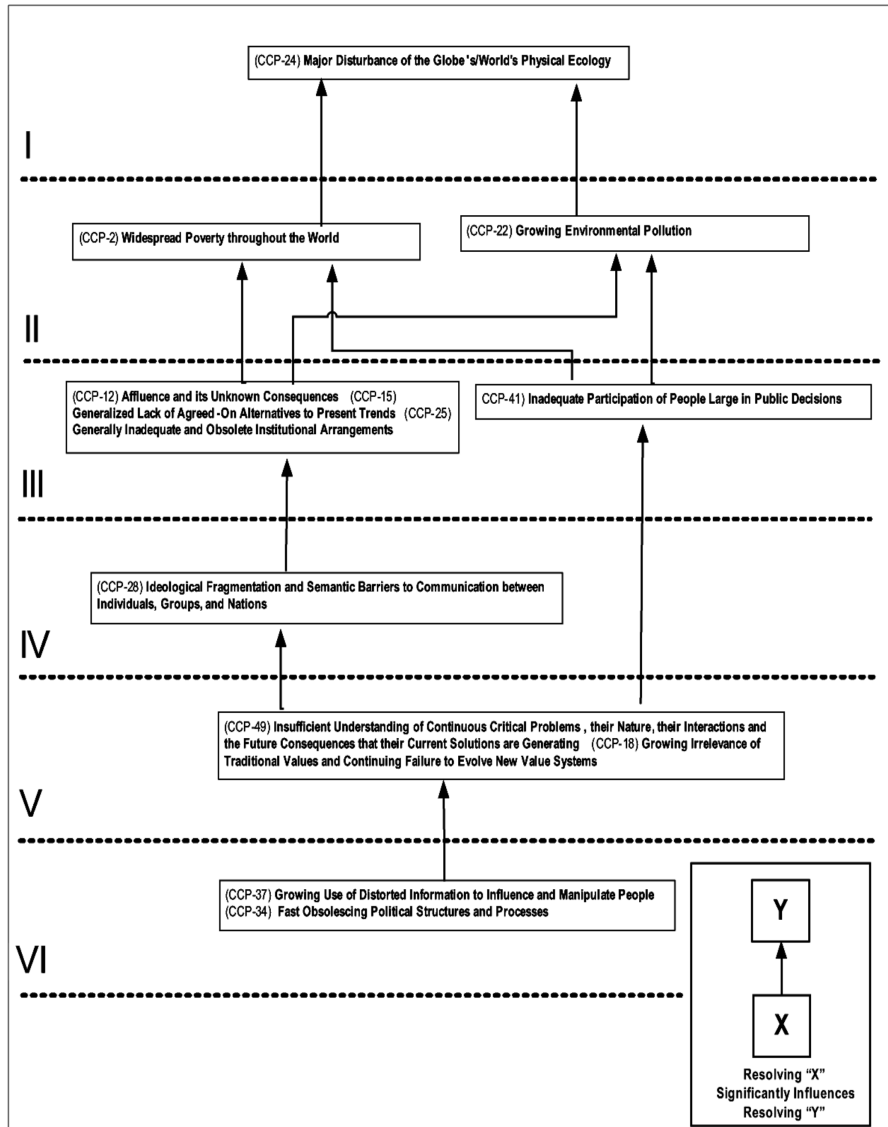 (CCP-24) Major Disturbance of the Globe's/World's Physical Ecology
I
(CCP-2) Widespread Poverty throughout the World
(CCP-22) Growing Environmental Pollution
II
(CCP-12) Affluence and its Unknown Consequences (CCP-15)
Generalized Lack of Agreed-On Alternatives to Present Trends (CCP-25)
Generally Inadequate and Obsolete Institutional Arrangements
CCP-41) Inadequate Participation of People Large in Public Decisions
III
(CCP-28) Ideological Fragmentation and Semantic Barriers to Communication between
Individuals, Groups, and Nations
IV
(CCP-49) Insufficient Understanding of Continuous Critical Problems , their Nature, their Interactions and
the Future Consequences that their Current Solutions are Generating (CCP-18) Growing Irrelevance of
Traditional Values and Continuing Failure to Evolve New Value Systems
V
(CCP-37) Growing Use of Distorted Information to Influence and Manipulate People
(CCP-34) Fast Obsolescing Political Structures and Processes
VI
Y
X
Resolving “X”
Significantly Influences
Resolving “Y”